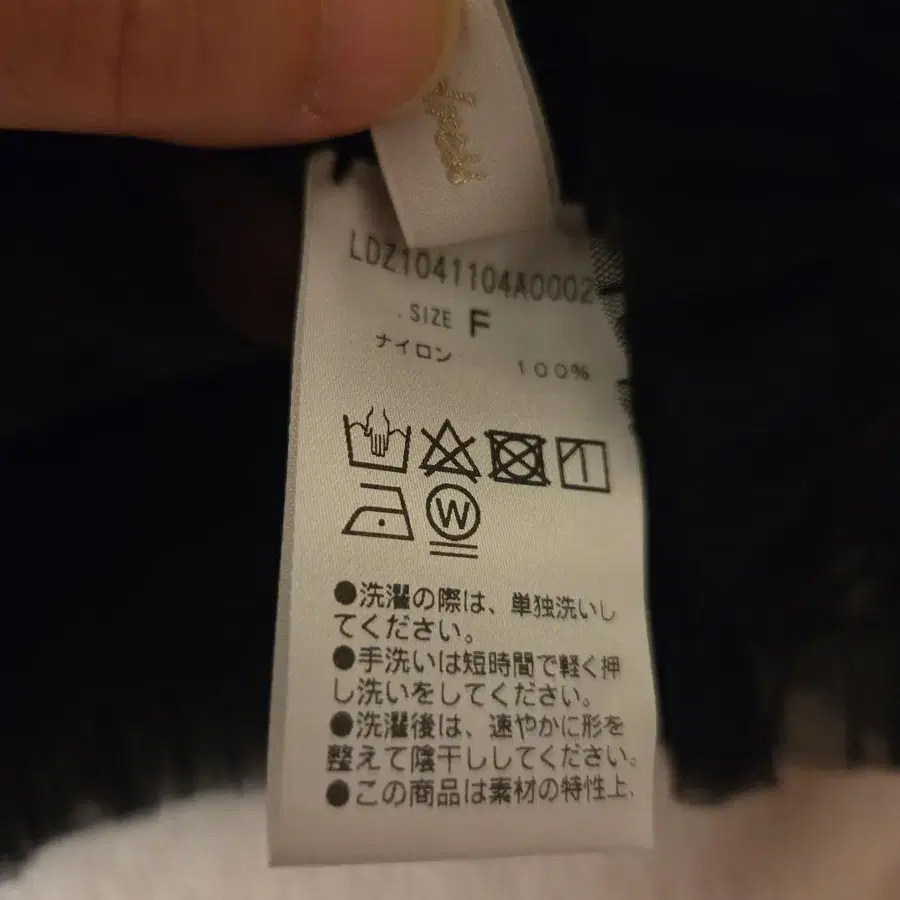 LDZ1041104A0002
SIZE F
ナイロン 100%
W
●洗濯の際は、単独洗いし
てください。
●手洗いは短時間で軽く押
し洗いをしてください。
●洗濯後は、速やかに形を
整えて陰干ししてください。
●この商品は素材の特性上、